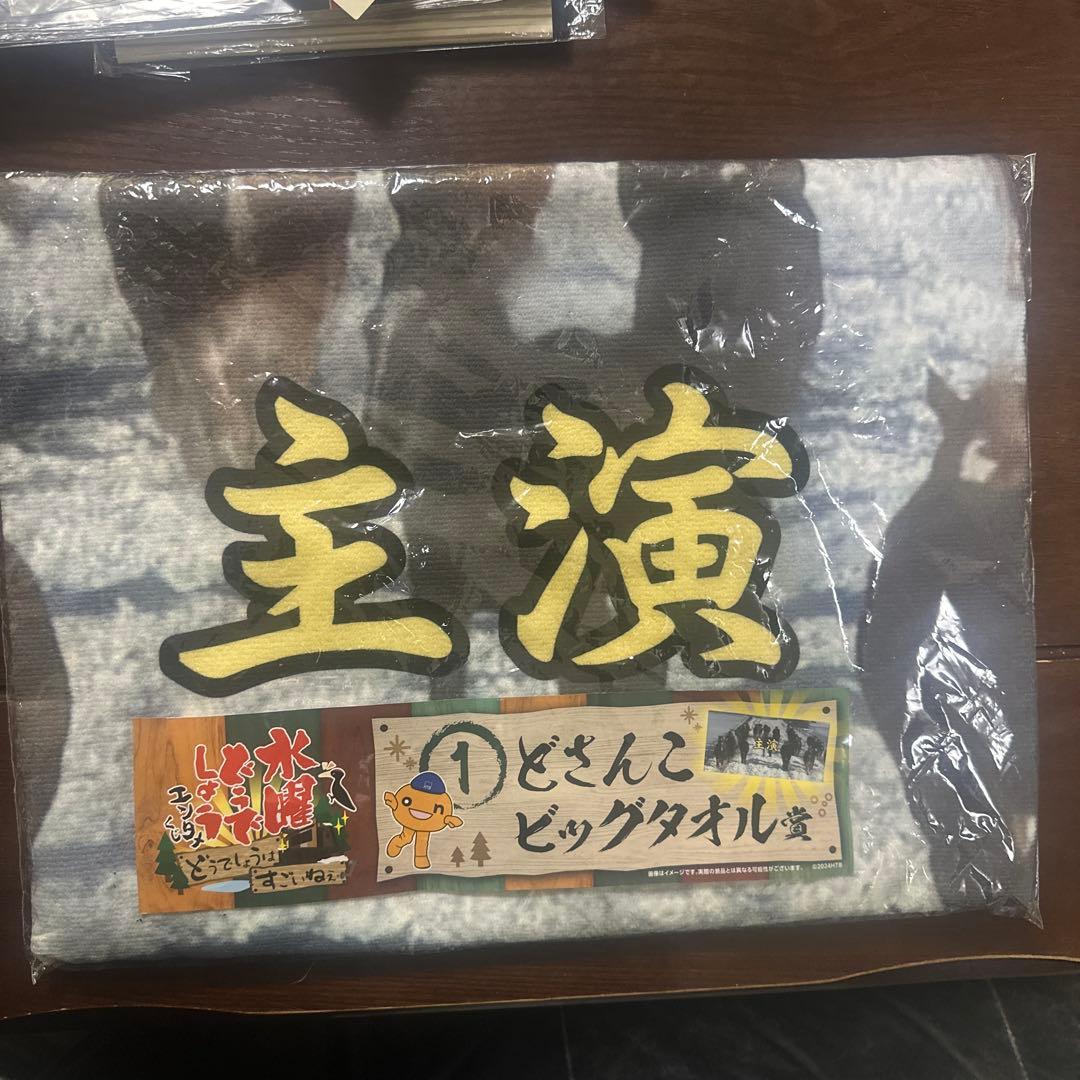 主演
水曜
どうで
しょう
エンタメ
くじ
どうでしょうは
すごいねぇ
1
どさんこ
ビッグタオル賞
主演
画像はイメージです。実際の景品とは異なる可能性がございます。 ©2024HTB